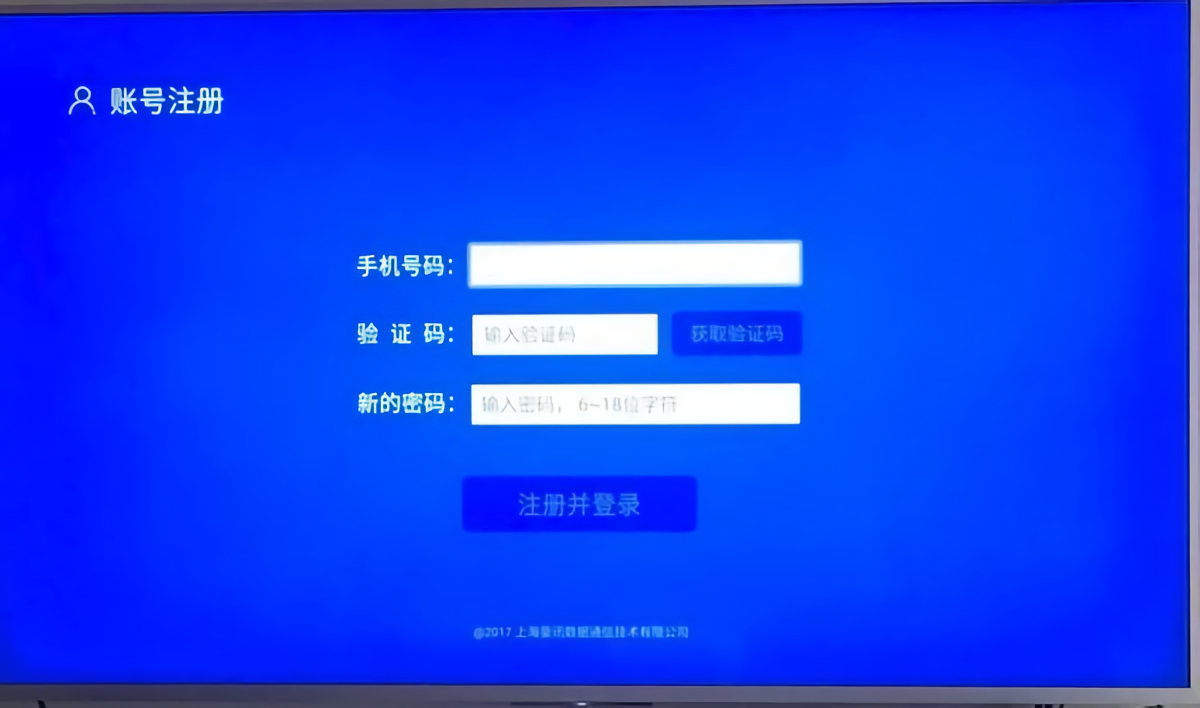 账号注册
手机号码：
验 证 码： 输入验证码 获取验证码
新的密码： 输入密码， 6~18位字符
注册并登录
@2017 上海 讯数据通信技术有限公司